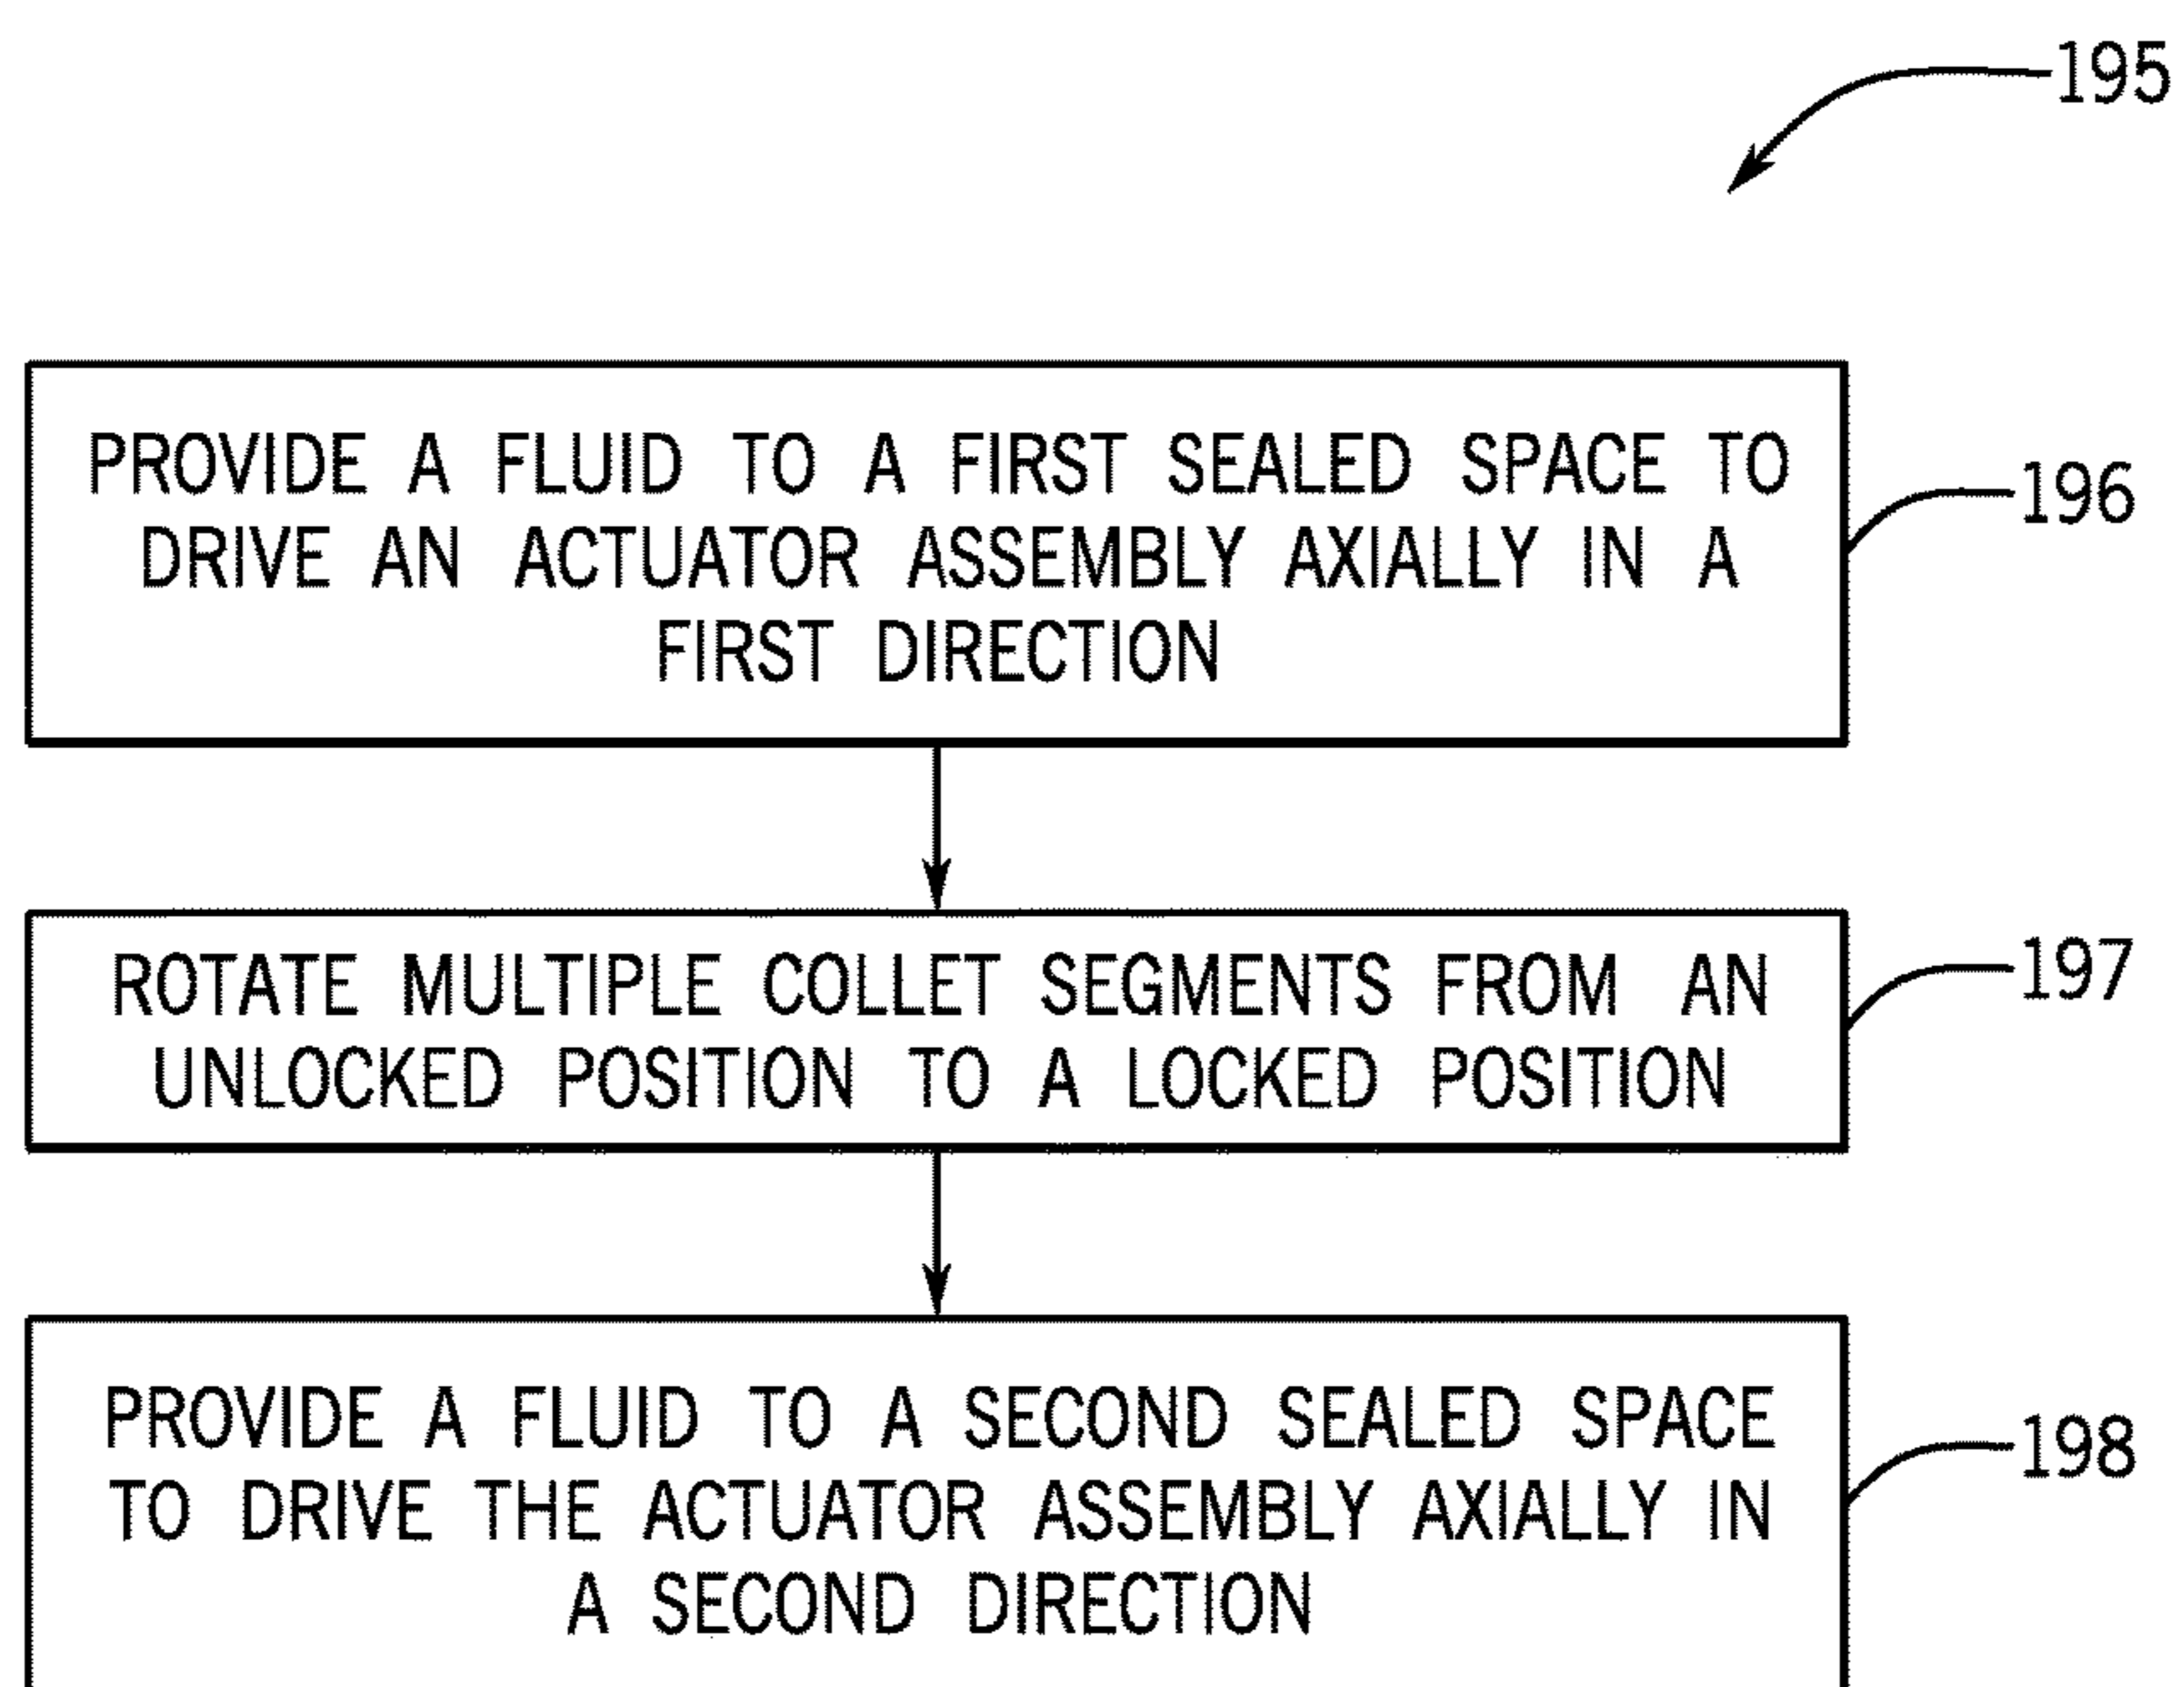 195
PROVIDE A FLUID TO A FIRST SEALED SPACE TO
DRIVE AN ACTUATOR ASSEMBLY AXIALLY IN A
FIRST DIRECTION
196
ROTATE MULTIPLE COLLET SEGMENTS FROM AN
UNLOCKED POSITION TO A LOCKED POSITION
197
PROVIDE A FLUID TO A SECOND SEALED SPACE
TO DRIVE THE ACTUATOR ASSEMBLY AXIALLY IN
A SECOND DIRECTION
198